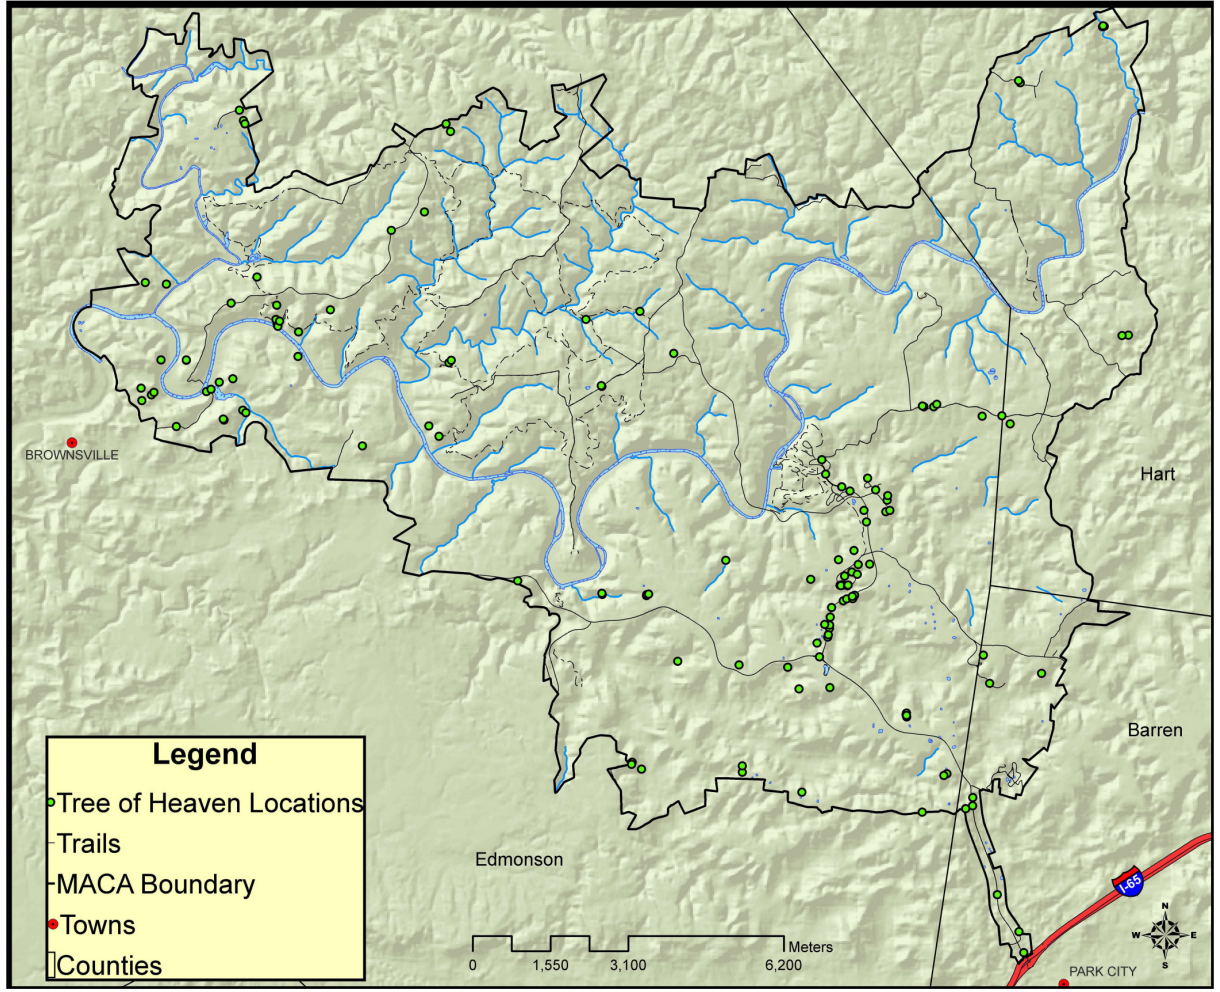 BROWNSVILLE
Hart
Barren
Edmonson
I-65
PARK CITY
N
W E
S
Legend
Tree of Heaven Locations
Trails
MACA Boundary
Towns
Counties
Meters
0 1,550 3,100 6,200